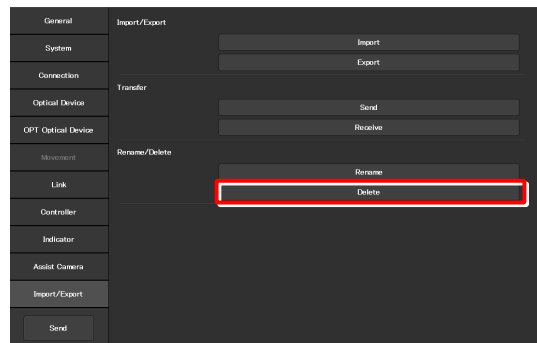 General
System
Connection
Optical Device
OPT Optical Device
Movement
Link
Controller
Indicator
Assist Camera
Import/Export
Send
Import/Export
Import
Export
Transfer
Send
Receive
Rename/Delete
Rename
Delete